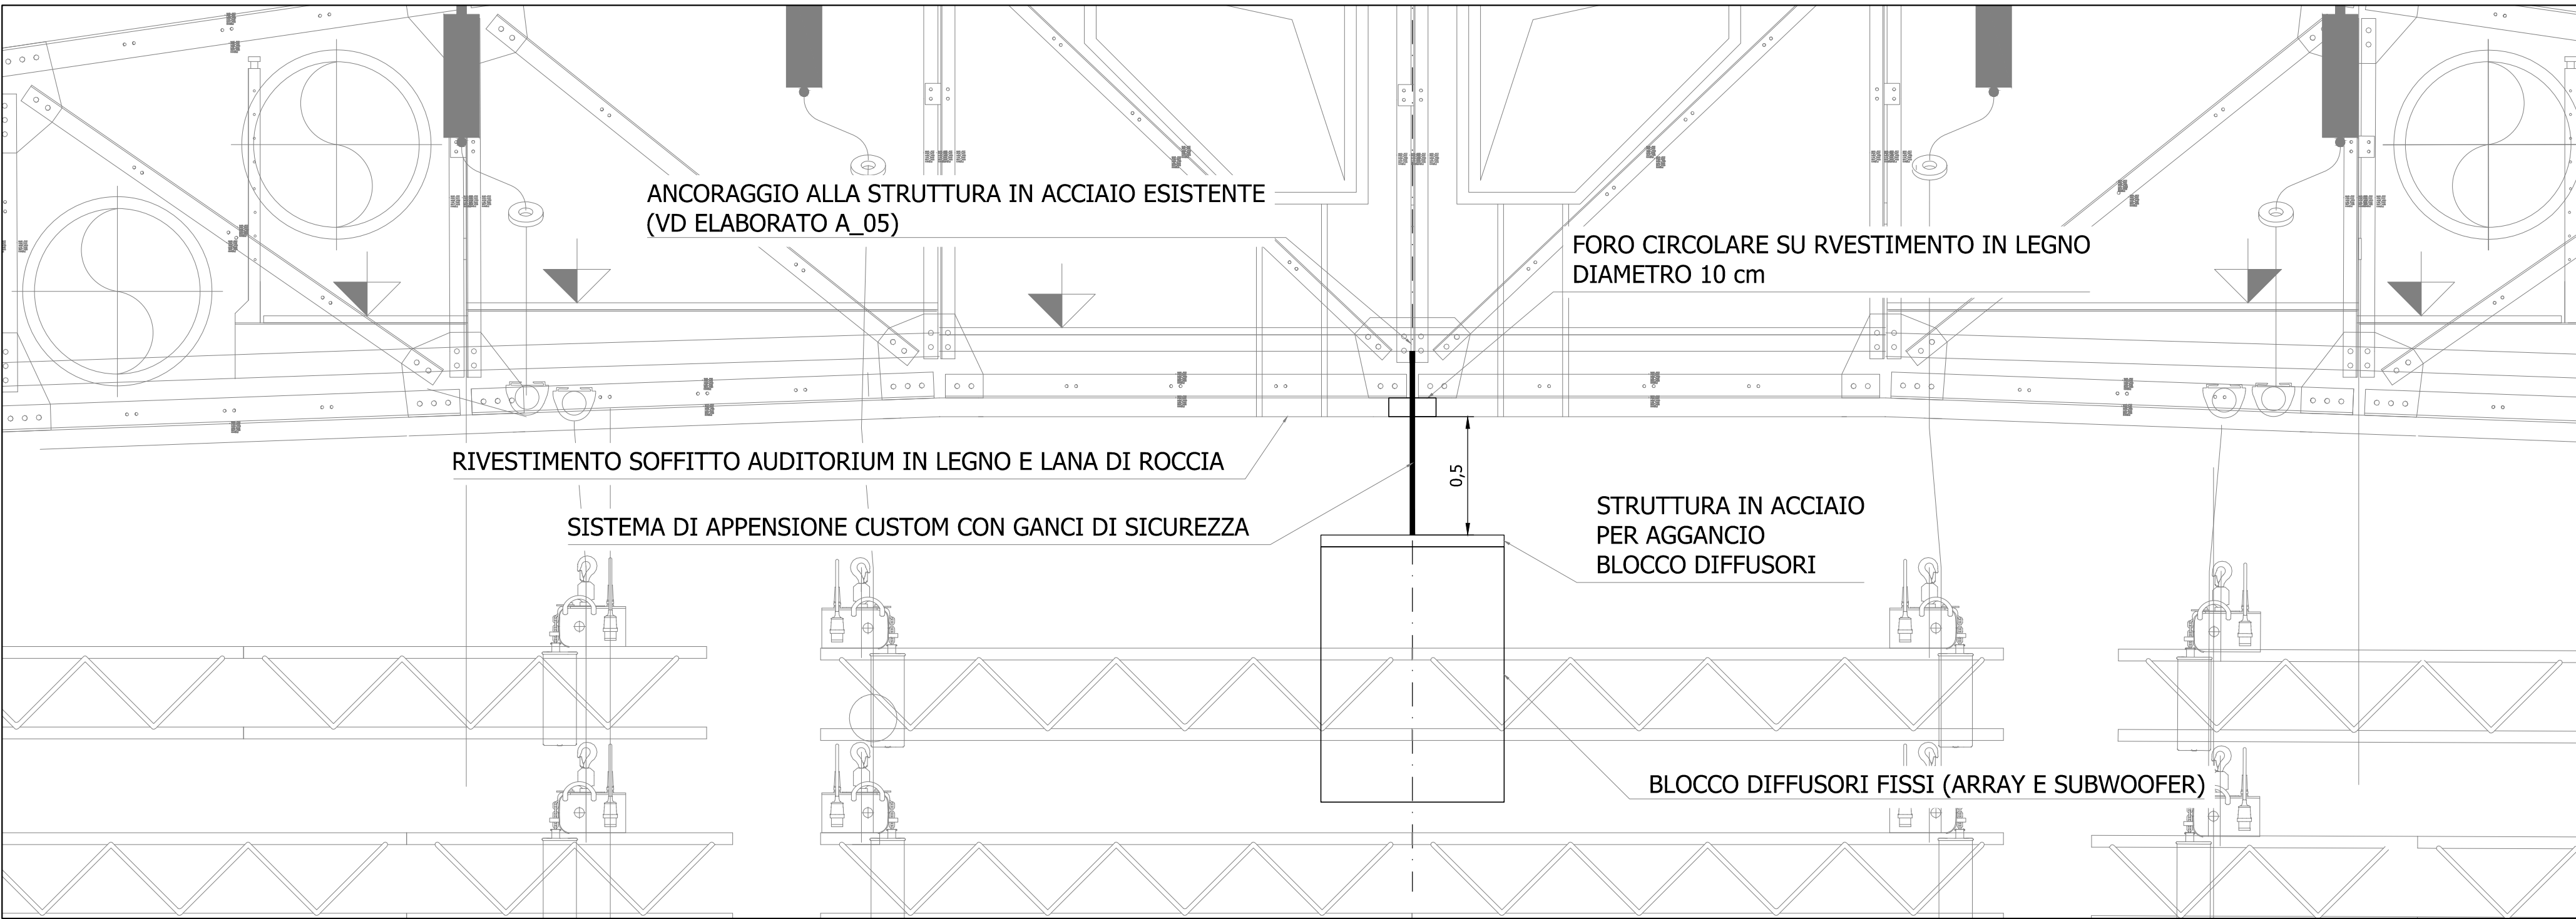 ANCORAGGIO ALLA STRUTTURA IN ACCIAIO ESISTENTE
(VD ELABORATO A_05)
FORO CIRCOLARE SU RVESTIMENTO IN LEGNO
DIAMETRO 10 cm
RIVESTIMENTO SOFFITTO AUDITORIUM IN LEGNO E LANA DI ROCCIA
0,5
SISTEMA DI APPENSIONE CUSTOM CON GANCI DI SICUREZZA
STRUTTURA IN ACCIAIO
PER AGGANCIO
BLOCCO DIFFUSORI
BLOCCO DIFFUSORI FISSI (ARRAY E SUBWOOFER)